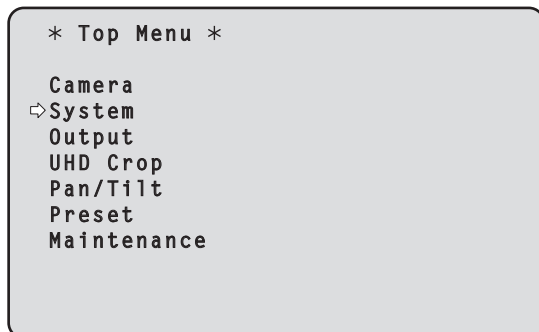 * Top Menu *
Camera
⇨System
Output
UHD Crop
Pan/Tilt
Preset
Maintenance